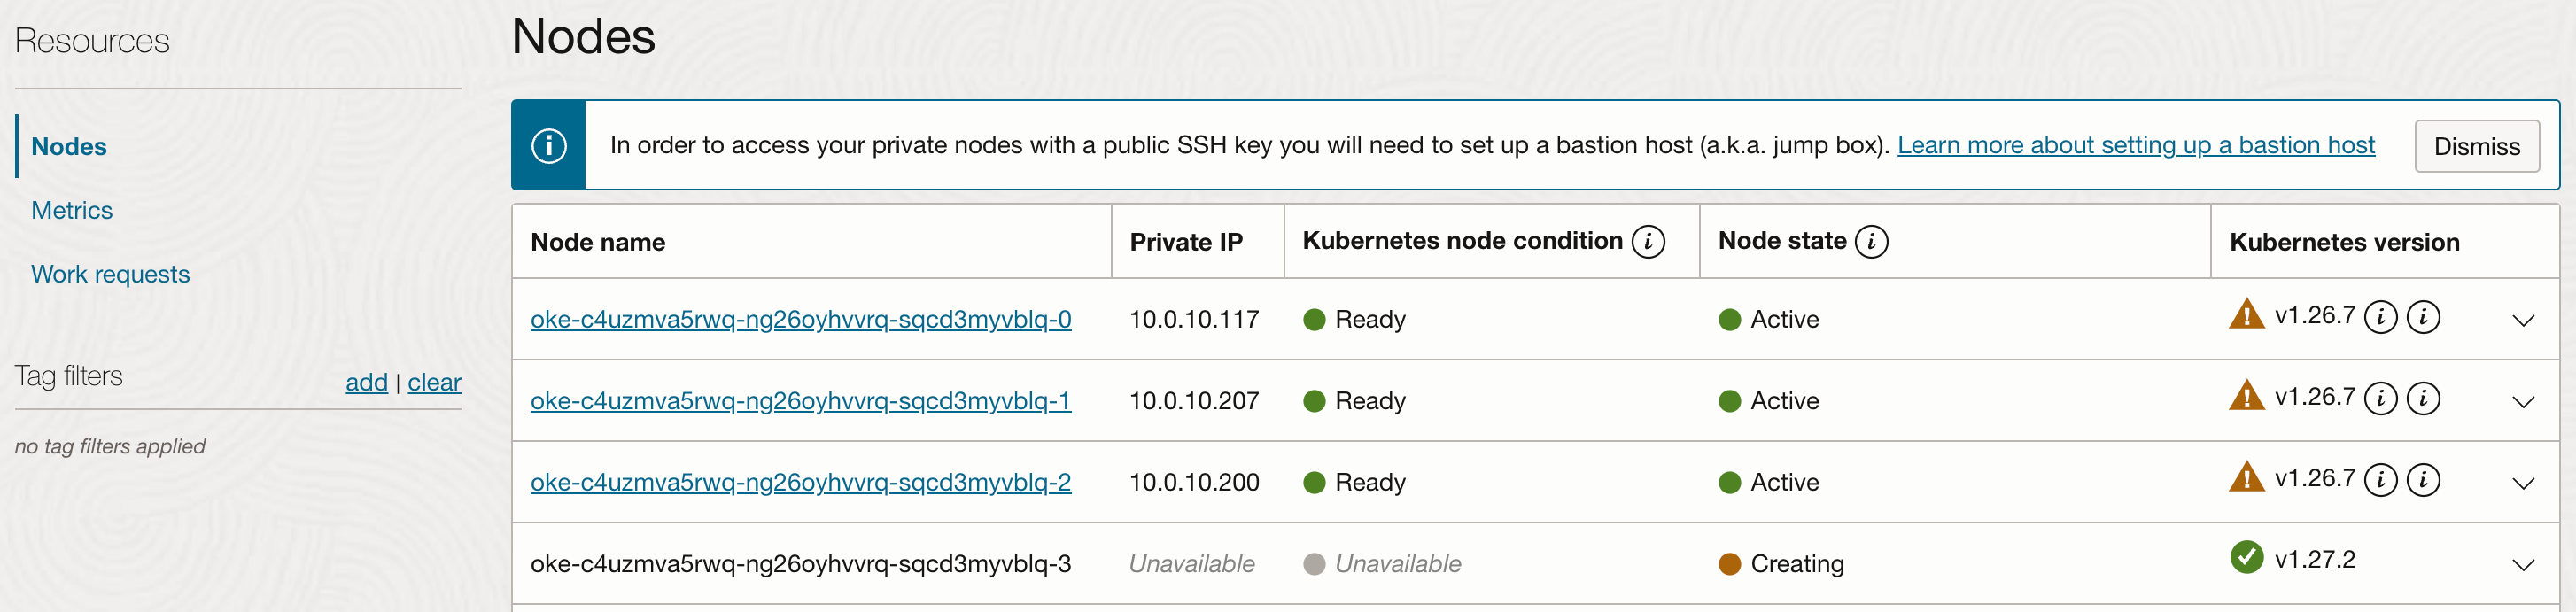 Resources
Nodes
Metrics
Work requests
Tag filters add | clear
no tag filters applied
Nodes
In order to access your private nodes with a public SSH key you will need to set up a bastion host (a.k.a. jump box). Learn more about setting up a bastion host Dismiss
Node name Private IP Kubernetes node condition i Node state i Kubernetes version
oke-c4uzmva5rwq-ng26oyhvvrq-sqcd3myvblq-0 10.0.10.117 Ready Active v1.26.7 i i
oke-c4uzmva5rwq-ng26oyhvvrq-sqcd3myvblq-1 10.0.10.207 Ready Active v1.26.7 i i
oke-c4uzmva5rwq-ng26oyhvvrq-sqcd3myvblq-2 10.0.10.200 Ready Active v1.26.7 i i
oke-c4uzmva5rwq-ng26oyhvvrq-sqcd3myvblq-3 Unavailable Unavailable Creating v1.27.2